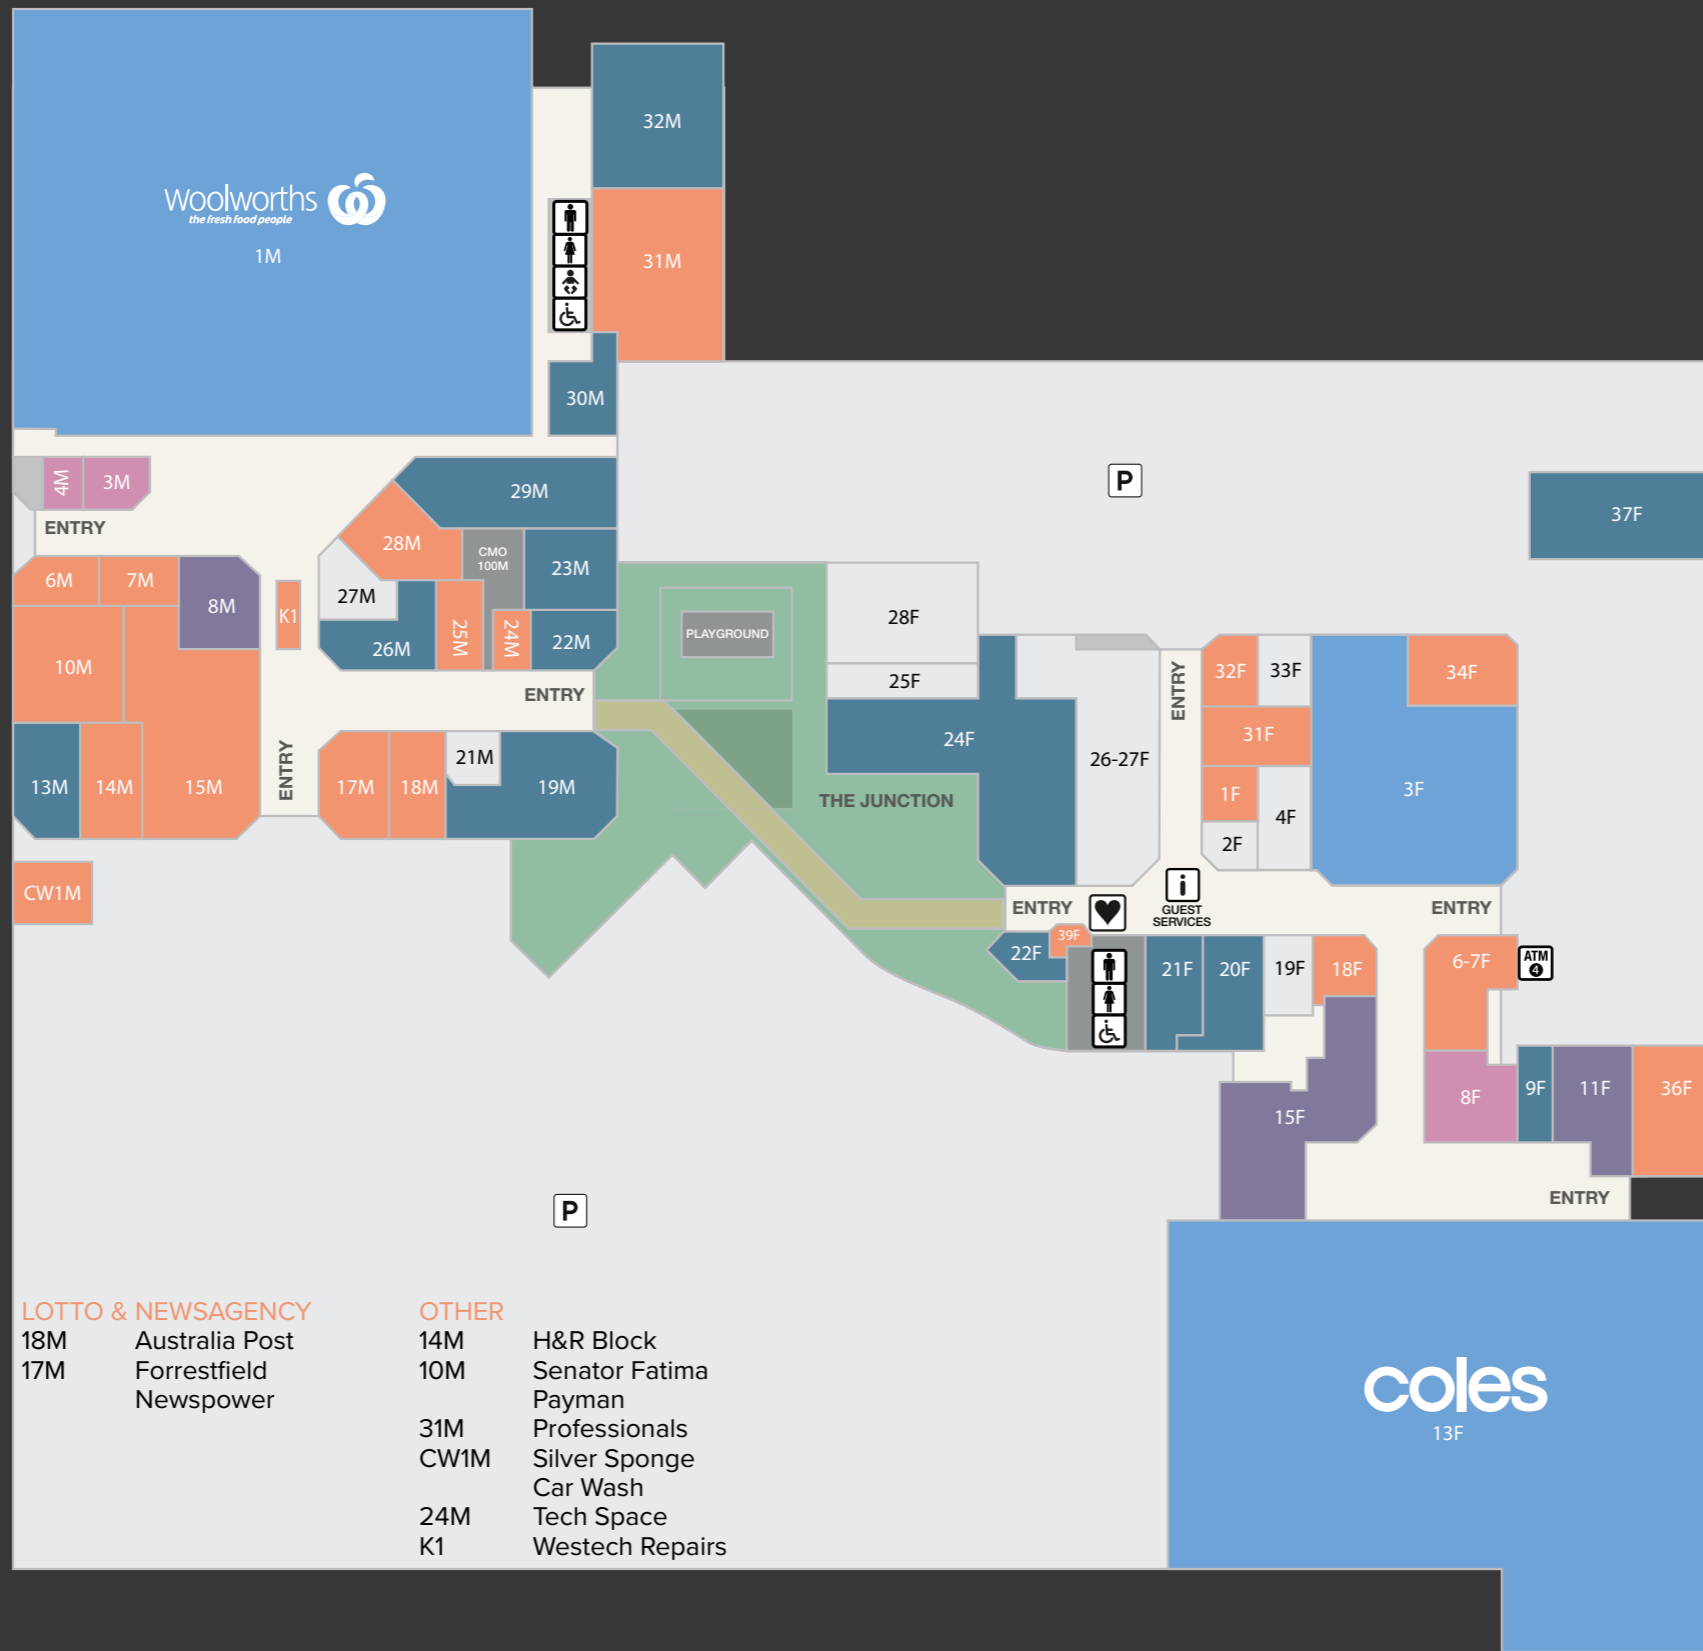 32M
Woolworths
the fresh food people
1M
31M
30M
4M
3M
29M
ENTRY
28M
CMO
100M
23M
6M
7M
8M
K1
27M
26M
25M
24M
22M
10M
ENTRY
13M
14M
15M
ENTRY
17M
18M
21M
19M
CW1M
P
37F
PLAYGROUND
28F
25F
24F
26-27F
THE JUNCTION
ENTRY
32F
33F
34F
31F
1F
4F
2F
3F
ENTRY
i
GUEST
SERVICES
ENTRY
39F
22F
21F
20F
19F
18F
6-7F
ATM
4
15F
8F
9F
11F
36F
ENTRY
P
coles
13F
LOTTO & NEWSAGENCY
18M Australia Post
17M Forrestfield
Newspower
OTHER
14M H&R Block
10M Senator Fatima
Payman
31M Professionals
CW1M Silver Sponge
Car Wash
24M Tech Space
K1 Westech Repairs